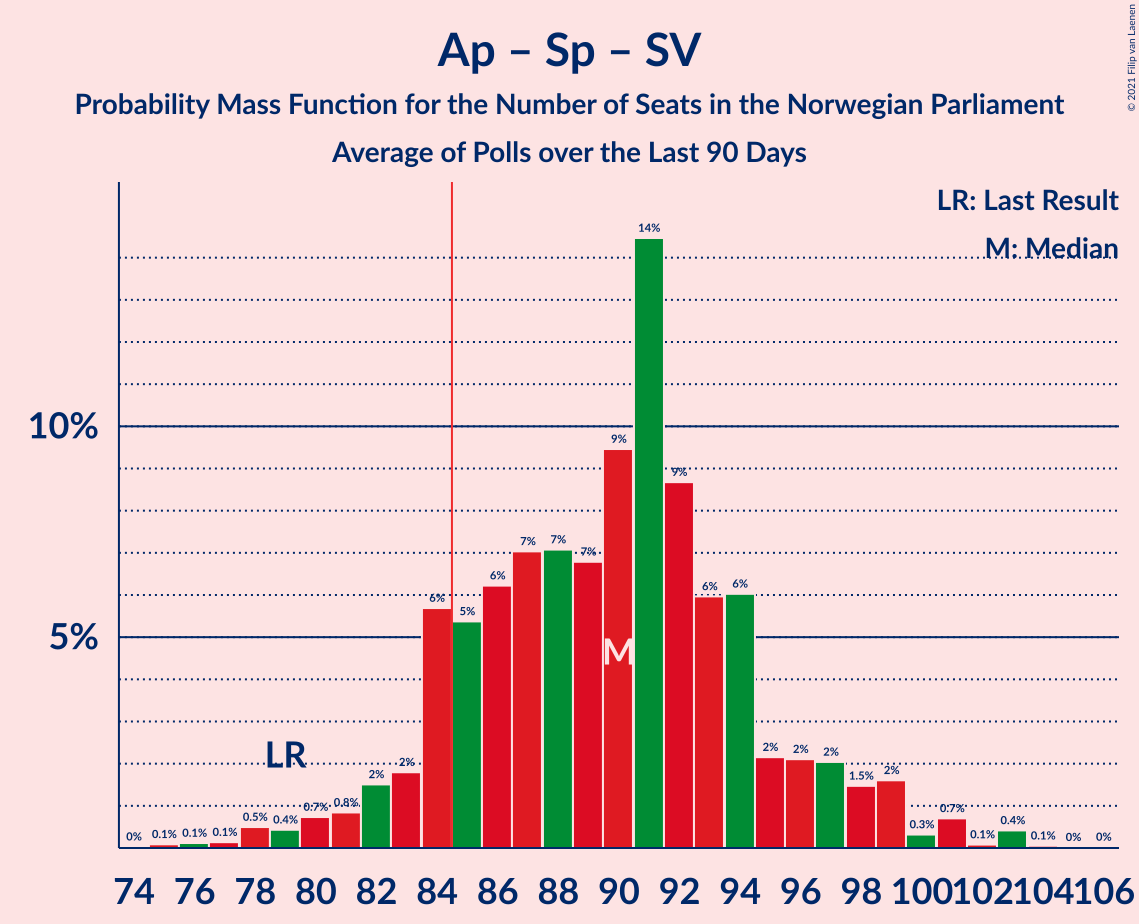 Ap – Sp – SV
Probability Mass Function for the Number of Seats in the Norwegian Parliament
Average of Polls over the Last 90 Days
© 2021 Filip van Laenen
LR: Last Result
M: Median
10%
5%
0% 0.1% 0.1% 0.1% 0.5% 0.4% 0.7% 0.8% 2% 2% 6% 5% 6% 7% 7% 7% 9% 14% 9% 6% 6% 2% 2% 2% 1.5% 2% 0.3% 0.7% 0.1% 0.4% 0.1% 0% 0%
LR
M
74 76 78 80 82 84 86 88 90 92 94 96 98 100 102 104 106